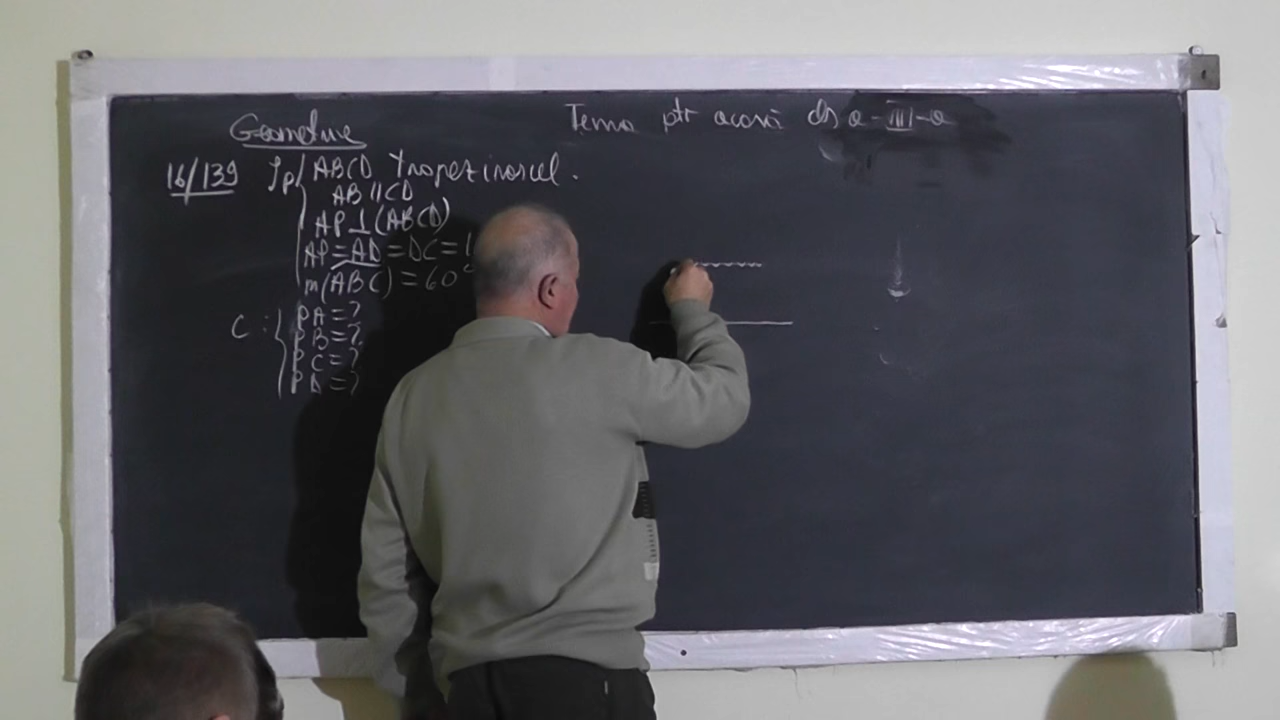 Geometrie
Tema ptr acasă cls a-III-a
16/139 Ip ABCD trapez isoscel.
AB || CD
AP ⊥ (ABCD)
AP = AD = DC = 1
m(ABC) = 60°
C: PA = ?
PB = ?
PC = ?
PD = ?